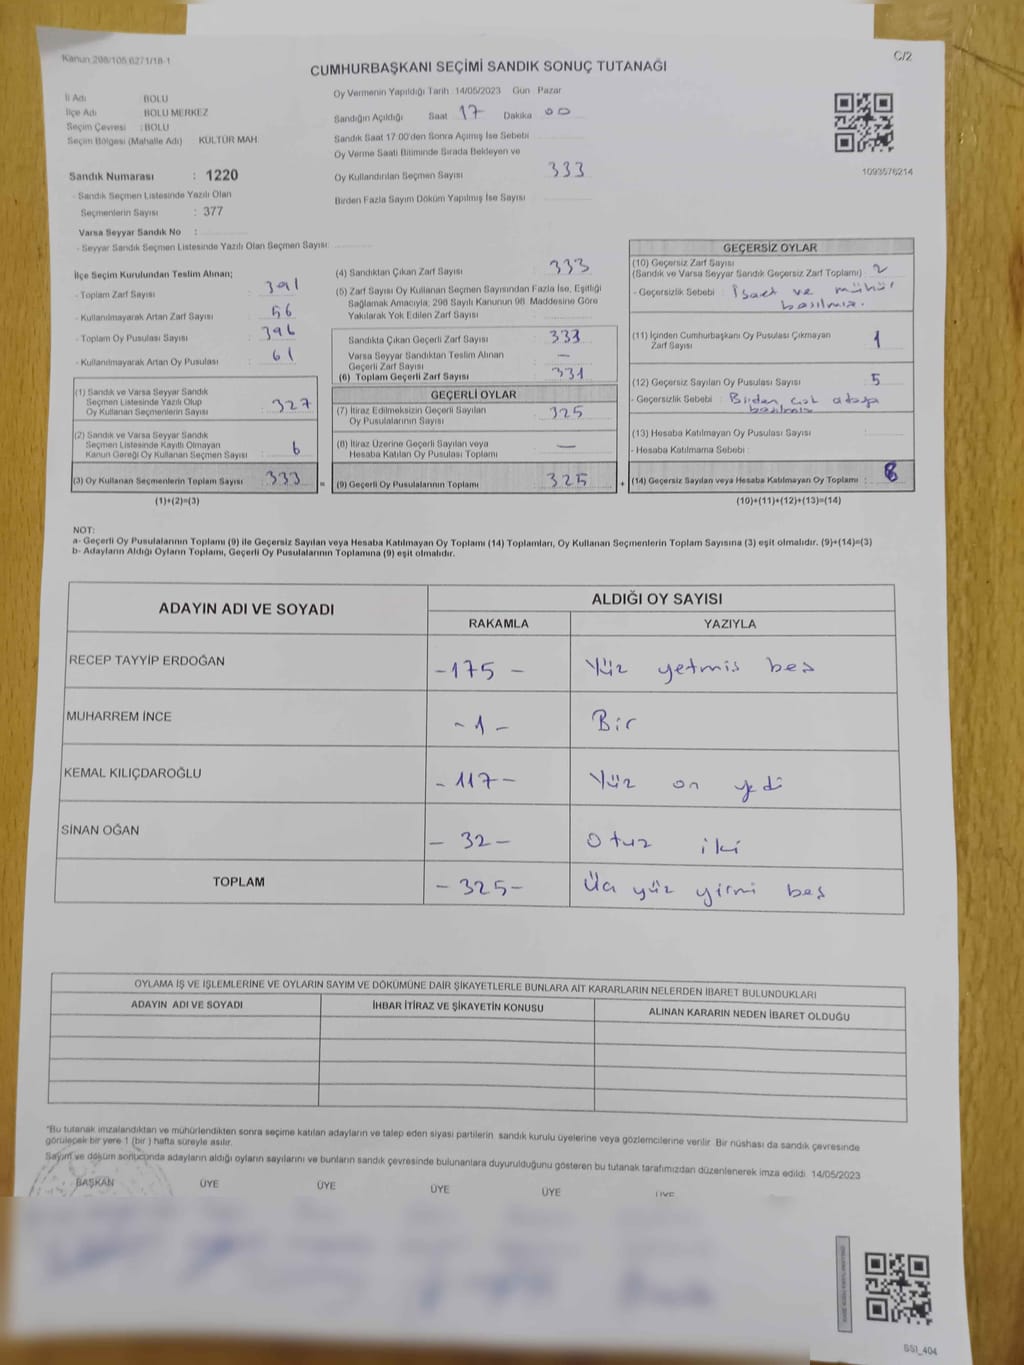 Kanun 298/105 6271/18-1
C/2
CUMHURBAŞKANI SEÇİMİ SANDIK SONUÇ TUTANAĞI
İl Adı : BOLU
İlçe Adı : BOLU MERKEZ
Seçim Çevresi : BOLU
Seçim Bölgesi (Mahalle Adı) KÜLTÜR MAH.
Sandık Numarası : 1220
- Sandık Seçmen Listesinde Yazılı Olan
Seçmenlerin Sayısı : 377
Varsa Seyyar Sandık No :
- Seyyar Sandık Seçmen Listesinde Yazılı Olan Seçmen Sayısı:
Oy Vermenin Yapıldığı Tarih 14/05/2023 Gün Pazar
Sandığın Açıldığı Saat 17 Dakika 00
Sandık Saat 17:00'den Sonra Açılmış İse Sebebi
Oy Verme Saati Bitiminde Sırada Bekleyen ve
Oy Kullandırılan Seçmen Sayısı 333
Birden Fazla Sayım Döküm Yapılmış İse Sayısı
1093576214
İlçe Seçim Kurulundan Teslim Alınan;
- Toplam Zarf Sayısı : 391
- Kullanılmayarak Artan Zarf Sayısı : 56
- Toplam Oy Pusulası Sayısı : 396
- Kullanılmayarak Artan Oy Pusulası : 61
(1) Sandık ve Varsa Seyyar Sandık
Seçmen Listesinde Yazılı Olup
Oy Kullanan Seçmenlerin Sayısı : 327
(2) Sandık ve Varsa Seyyar Sandık
Seçmen Listesinde Kayıtlı Olmayan
Kanun Gereği Oy Kullanan Seçmen Sayısı : 6
(3) Oy Kullanan Seçmenlerin Toplam Sayısı : 333 =
(1)+(2)=(3)
(4) Sandıktan Çıkan Zarf Sayısı : 333
(5) Zarf Sayısı Oy Kullanan Seçmen Sayısından Fazla İse, Eşitliği
Sağlamak Amacıyla; 298 Sayılı Kanunun 98. Maddesine Göre
Yakılarak Yok Edilen Zarf Sayısı :
Sandıkta Çıkan Geçerli Zarf Sayısı : 333
Varsa Seyyar Sandıktan Teslim Alınan
Geçerli Zarf Sayısı : —
(6) Toplam Geçerli Zarf Sayısı : 331
GEÇERLİ OYLAR
(7) İtiraz Edilmeksizin Geçerli Sayılan
Oy Pusulalarının Sayısı : 325
(8) İtiraz Üzerine Geçerli Sayılan veya
Hesaba Katılan Oy Pusulası Toplamı : —
(9) Geçerli Oy Pusulalarının Toplamı : 325 +
GEÇERSİZ OYLAR
(10) Geçersiz Zarf Sayısı
(Sandık ve Varsa Seyyar Sandık Geçersiz Zarf Toplamı) : 2
- Geçersizlik Sebebi : İşaret ve mühür
basılmış.
(11) İçinden Cumhurbaşkanı Oy Pusulası Çıkmayan
Zarf Sayısı : 1
(12) Geçersiz Sayılan Oy Pusulası Sayısı : 5
- Geçersizlik Sebebi : Birden çok adaya
basılmış
(13) Hesaba Katılmayan Oy Pusulası Sayısı :
- Hesaba Katılmama Sebebi :
(14) Geçersiz Sayılan veya Hesaba Katılmayan Oy Toplamı : 8
(10)+(11)+(12)+(13)=(14)
NOT:
a- Geçerli Oy Pusulalarının Toplamı (9) ile Geçersiz Sayılan veya Hesaba Katılmayan Oy Toplamı (14) Toplamları, Oy Kullanan Seçmenlerin Toplam Sayısına (3) eşit olmalıdır. (9)+(14)=(3)
b- Adayların Aldığı Oyların Toplamı, Geçerli Oy Pusulalarının Toplamına (9) eşit olmalıdır.
ADAYIN ADI VE SOYADI
ALDIĞI OY SAYISI
RAKAMLA YAZIYLA
RECEP TAYYİP ERDOĞAN -175- Yüz yetmiş beş
MUHARREM İNCE -1- Bir
KEMAL KILIÇDAROĞLU -117- Yüz on yedi
SİNAN OĞAN -32- Otuz iki
TOPLAM -325- Üç yüz yirmi beş
OYLAMA İŞ VE İŞLEMLERİNE VE OYLARIN SAYIM VE DÖKÜMÜNE DAİR ŞİKAYETLERLE BUNLARA AİT KARARLARIN NELERDEN İBARET BULUNDUKLARI
ADAYIN ADI VE SOYADI İHBAR İTİRAZ VE ŞİKAYETİN KONUSU ALINAN KARARIN NEDEN İBARET OLDUĞU
"Bu tutanak imzalandıktan ve mühürlendikten sonra seçime katılan adayların ve talep eden siyasi partilerin sandık kurulu üyelerine veya gözlemcilerine verilir. Bir nüshası da sandık çevresinde
görülecek bir yere 1 (bir ) hafta süreyle asılır.
Sayım ve döküm sonucunda adayların aldığı oyların sayılarını ve bunların sandık çevresinde bulunanlara duyurulduğunu gösteren bu tutanak tarafımızdan düzenlenerek imza edildi. 14/05/2023
BAŞKAN ÜYE ÜYE ÜYE ÜYE ÜYE
SSI_404